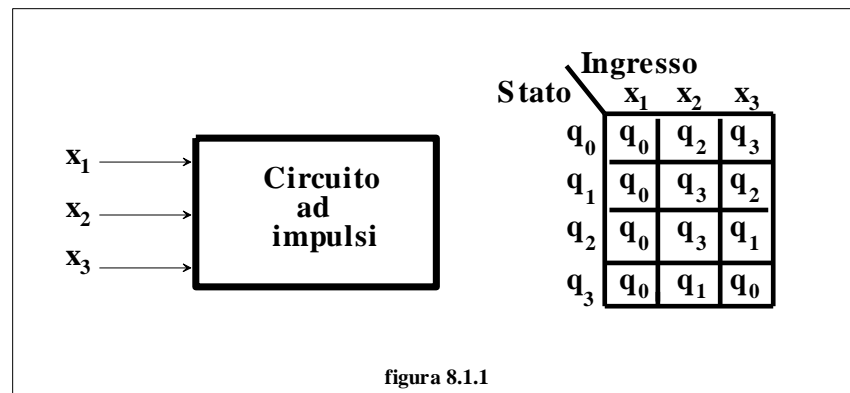 Ingresso
Stato
x1 x2 x3
q0 q0 q2 q3
q1 q0 q3 q2
q2 q0 q3 q1
q3 q0 q1 q0
x1
x2
x3
Circuito
ad
impulsi
figura 8.1.1